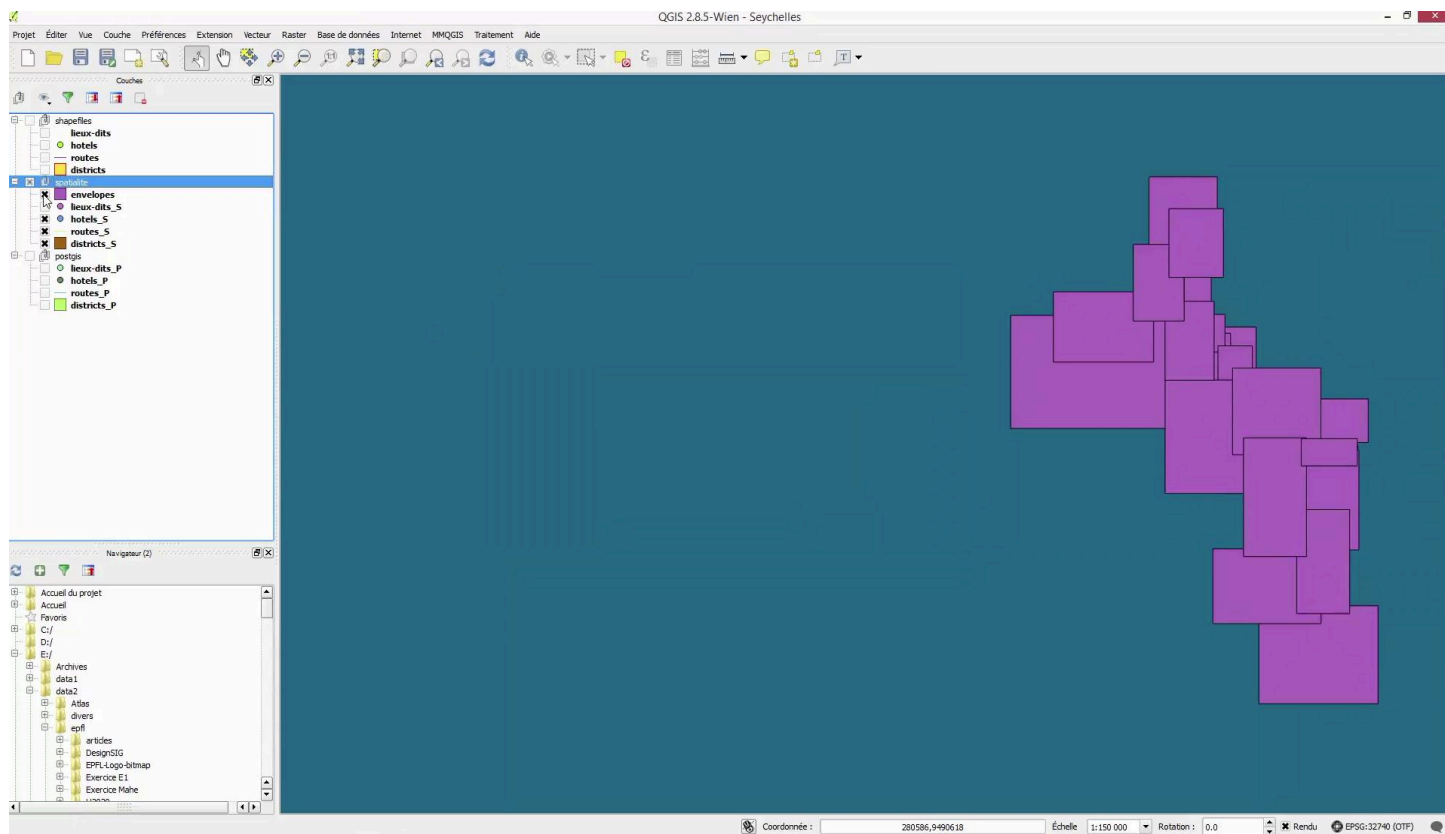 QGIS 2.8.5-Wien - Seychelles
Projet Éditer Vue Couche Préférences Extension Vecteur Raster Base de données Internet MMQGIS Traitement Aide
Couches
shapefiles
lieux-dits
hotels
routes
districts
spatialite
envelopes
lieux-dits_S
hotels_S
routes_S
districts_S
postgis
lieux-dits_P
hotels_P
routes_P
districts_P
Navigateur (2)
Accueil du projet
Accueil
Favoris
C:/
D:/
E:/
Archives
data1
data2
Atlas
divers
epfl
articles
DesignSIG
EPFL-Logo-bitmap
Exercice E1
Exercice Mahe
Coordonnée : 280586,9490618 Échelle 1:150 000 Rotation : 0.0 Rendu EPSG:32740 (OTF)